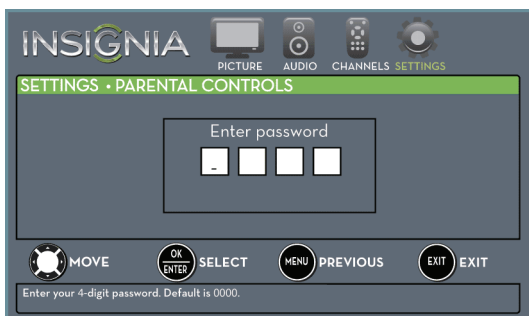 INSIGNIA
PICTURE AUDIO CHANNELS SETTINGS
SETTINGS • PARENTAL CONTROLS
Enter password
-
MOVE OK ENTER SELECT MENU PREVIOUS EXIT EXIT
Enter your 4-digit password. Default is 0000.